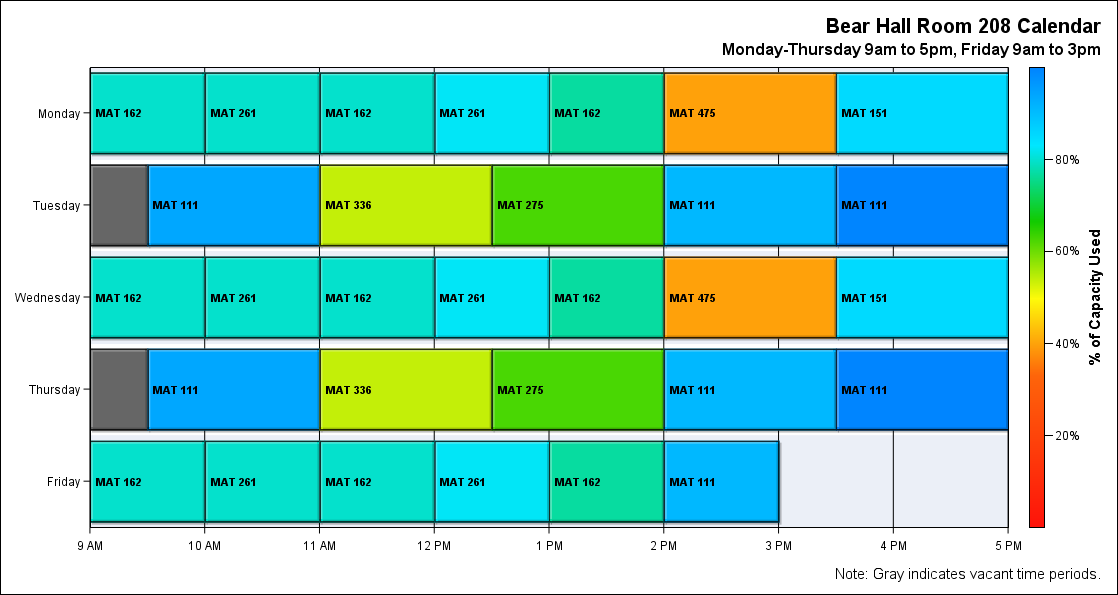 Bear Hall Room 208 Calendar
Monday-Thursday 9am to 5pm, Friday 9am to 3pm
Monday MAT 162 MAT 261 MAT 162 MAT 261 MAT 162 MAT 475 MAT 151
Tuesday MAT 111 MAT 336 MAT 275 MAT 111 MAT 111
Wednesday MAT 162 MAT 261 MAT 162 MAT 261 MAT 162 MAT 475 MAT 151
Thursday MAT 111 MAT 336 MAT 275 MAT 111 MAT 111
Friday MAT 162 MAT 261 MAT 162 MAT 261 MAT 162 MAT 111
9 AM 10 AM 11 AM 12 PM 1 PM 2 PM 3 PM 4 PM 5 PM
80%
60%
40%
20%
% of Capacity Used
Note: Gray indicates vacant time periods.